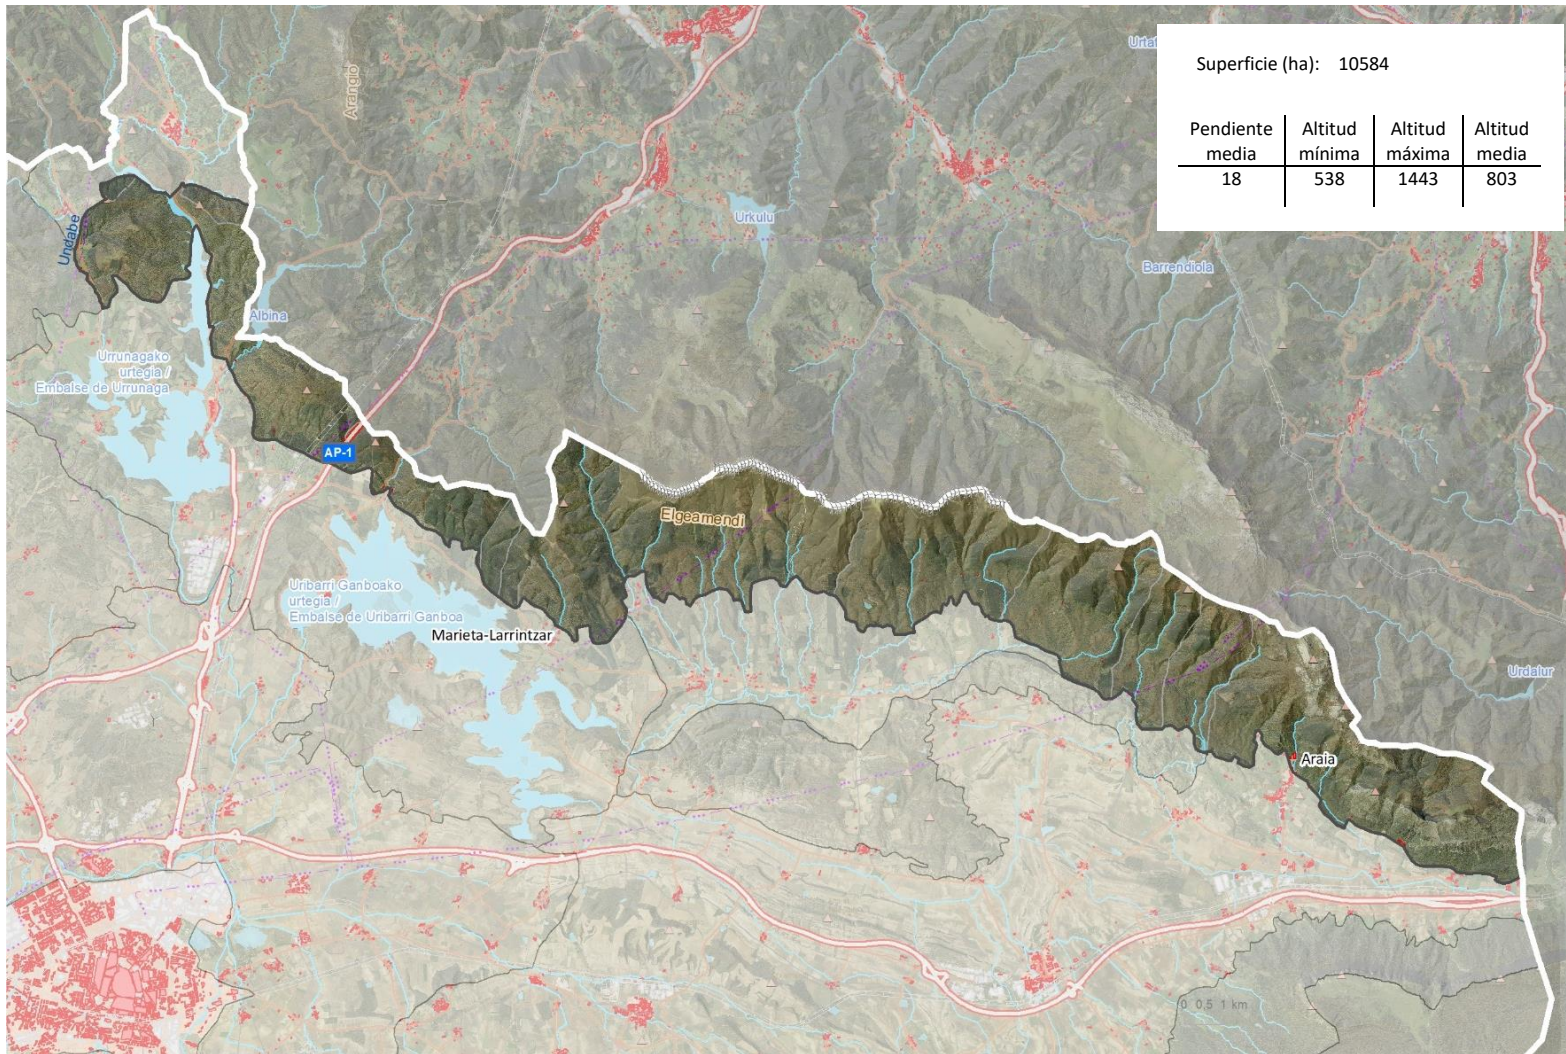 Urtaf
Superficie (ha): 10584
Pendiente media
Altitud mínima
Altitud máxima
Altitud media
18 538 1443 803
Arangio
Undabe
Urkulu
Barrendiola
Albina
Urrunagako
urtegia /
Embalse de Urrunaga
AP-1
Elgeamendi
Uribarri Ganboako
urtegia /
Embalse de Uribarri Ganboa
Marieta-Larrintzar
Urdalur
Araia
0 0,5 1 km